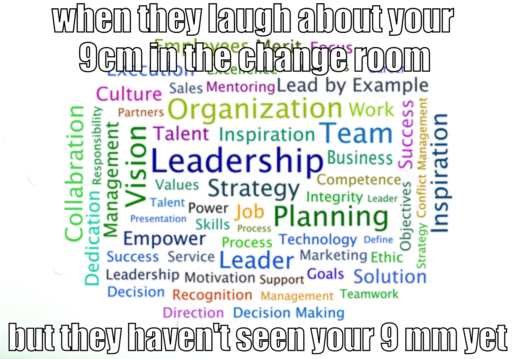 when they laugh about your
9cm in the change room
Employees Merit Focus
Execution Excellence Career
Culture Sales Mentoring Lead by Example
Partners Organization Work
Collabration Responsibility Management Vision Talent Inspiration Team Success Conflict Management Inspiration
Leadership Business
Values Strategy Competence
Talent Power Job Integrity Leader
Presentation Skills Process Planning
Dedication Empower Process Technology Define Objectives Strategy
Success Service Leader Marketing Ethic
Leadership Motivation Support Goals Solution
Decision Recognition Management Teamwork
Direction Decision Making
but they haven't seen your 9 mm yet